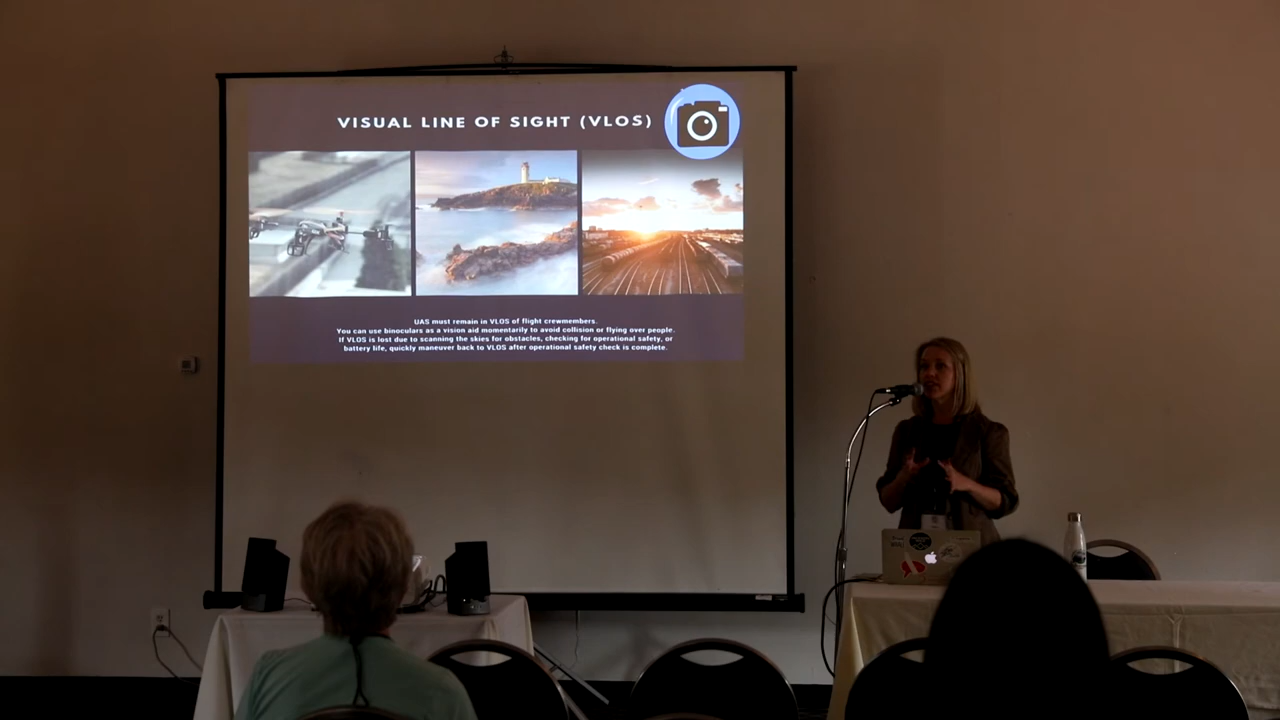 VISUAL LINE OF SIGHT (VLOS)
UAS must remain in VLOS of flight crewmembers.
You can use binoculars as a vision aid momentarily to avoid collision or flying over people.
If VLOS is lost due to scanning the skies for obstacles, checking for operational safety, or
battery life, quickly maneuver back to VLOS after operational safety check is complete.